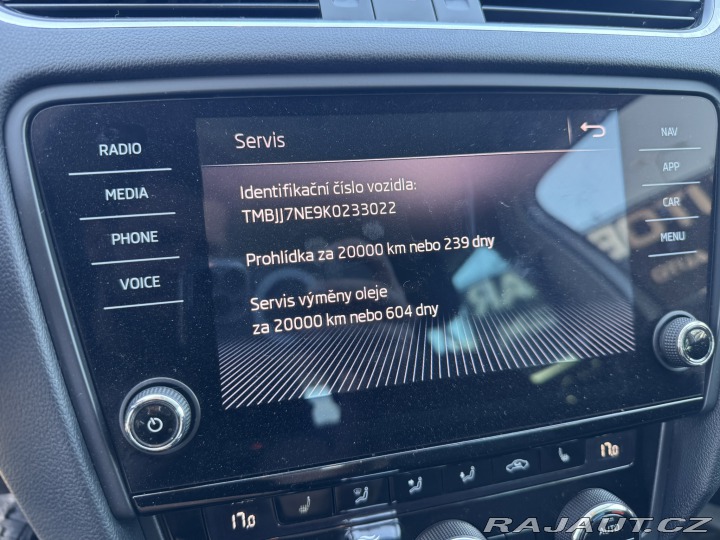 Servis
RADIO
MEDIA
PHONE
VOICE
NAV
APP
CAR
MENU
Identifikační číslo vozidla:
TMBJJ7NE9K0233022
Prohlídka za 20000 km nebo 239 dny
Servis výměny oleje
za 20000 km nebo 604 dny
17.0
17.0
AUTO
RAJAUT.CZ